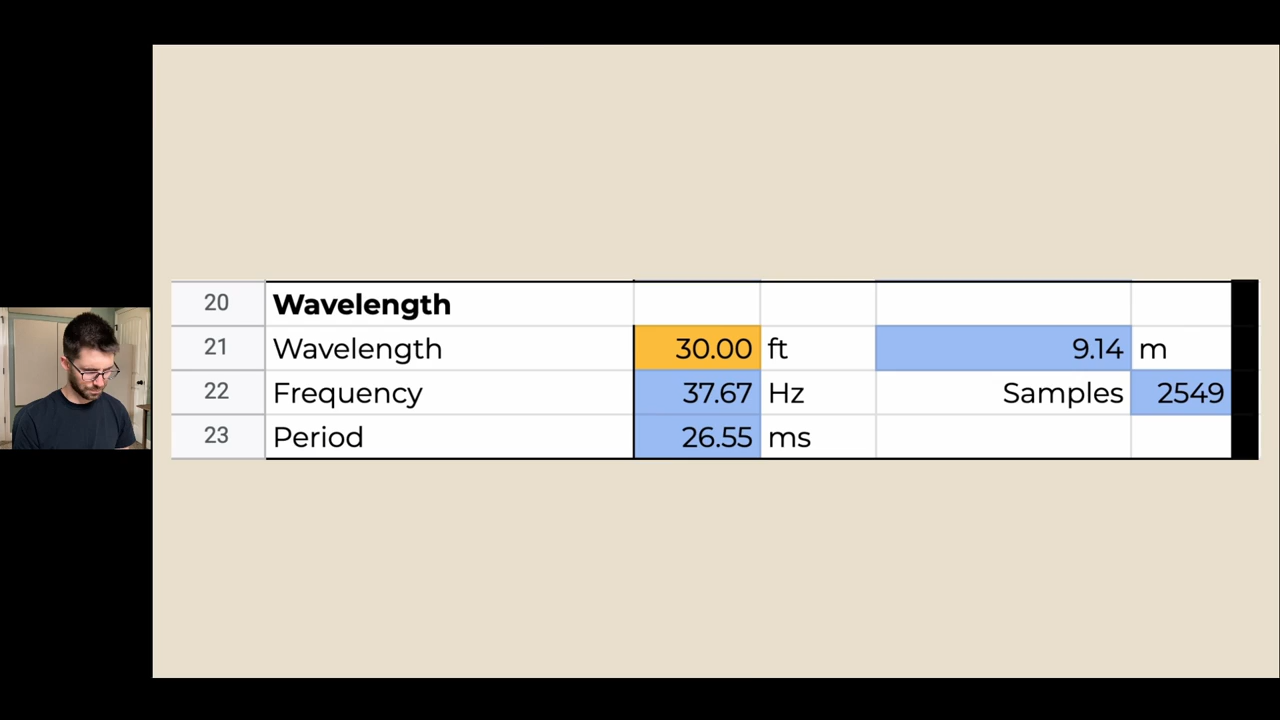 20 Wavelength
21 Wavelength 30.00 ft 9.14 m
22 Frequency 37.67 Hz Samples 2549
23 Period 26.55 ms